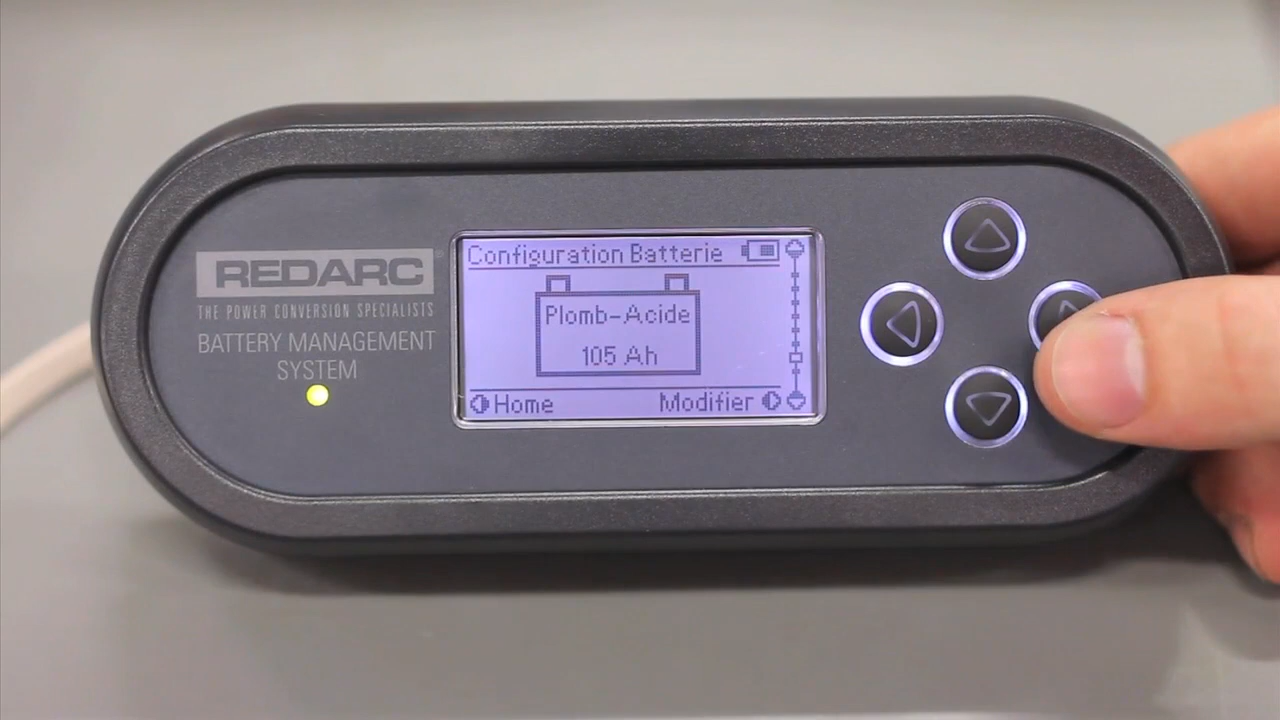 REDARC®
THE POWER CONVERSION SPECIALISTS
BATTERY MANAGEMENT
SYSTEM
Configuration Batterie
Plomb-Acide
105 Ah
Home
Modifier